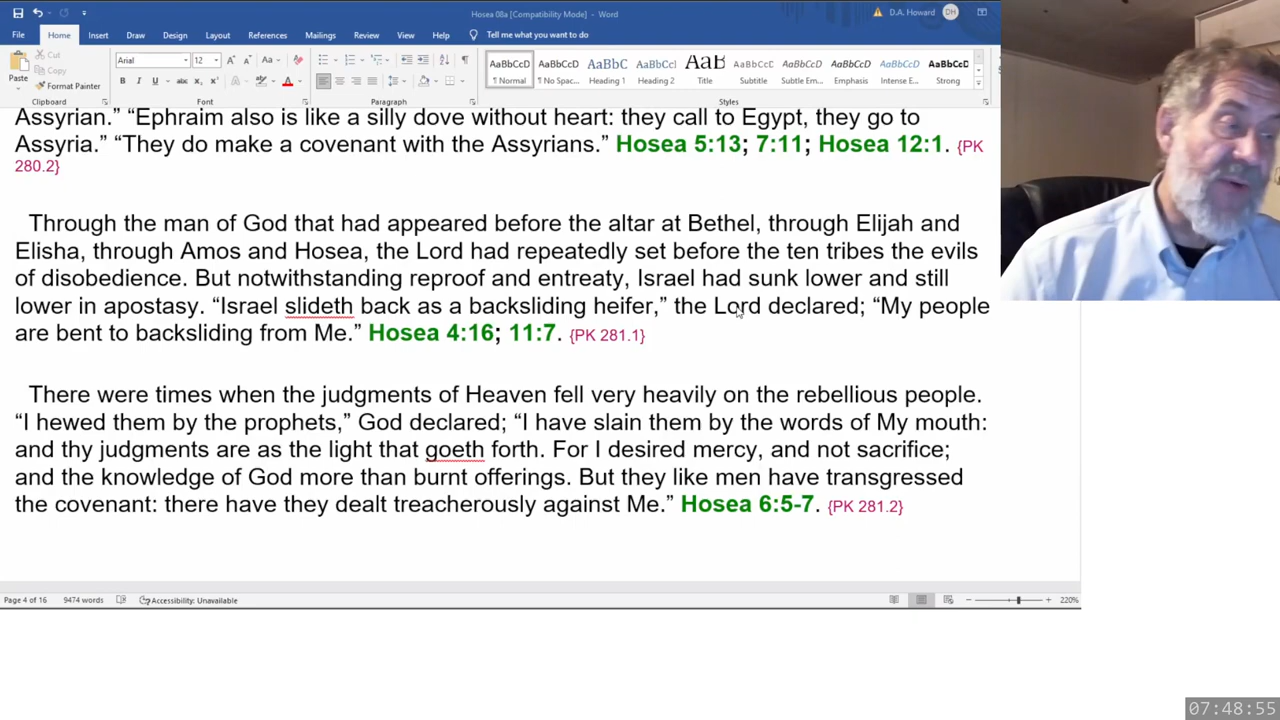 Hosea 08a [Compatibility Mode] - Word
D.A. Howard DH
File Home Insert Draw Design Layout References Mailings Review View Help Tell me what you want to do
Paste
Cut
Copy
Format Painter
Clipboard
Arial 12
Font
Paragraph
AaBbCcD AaBbCcD AaBbC AaBbCcI AaB AaBbCcD AaBbCcD AaBbCcD AaBbCcD AaBbCcD
¶ Normal ¶ No Spac... Heading 1 Heading 2 Title Subtitle Subtle Em... Emphasis Intense E... Strong
Styles
Assyrian.” “Ephraim also is like a silly dove without heart: they call to Egypt, they go to
Assyria.” “They do make a covenant with the Assyrians.” Hosea 5:13; 7:11; Hosea 12:1. {PK
280.2}
Through the man of God that had appeared before the altar at Bethel, through Elijah and
Elisha, through Amos and Hosea, the Lord had repeatedly set before the ten tribes the evils
of disobedience. But notwithstanding reproof and entreaty, Israel had sunk lower and still
lower in apostasy. “Israel slideth back as a backsliding heifer,” the Lord declared; “My people
are bent to backsliding from Me.” Hosea 4:16; 11:7. {PK 281.1}
There were times when the judgments of Heaven fell very heavily on the rebellious people.
“I hewed them by the prophets,” God declared; “I have slain them by the words of My mouth:
and thy judgments are as the light that goeth forth. For I desired mercy, and not sacrifice;
and the knowledge of God more than burnt offerings. But they like men have transgressed
the covenant: there have they dealt treacherously against Me.” Hosea 6:5-7. {PK 281.2}
Page 4 of 16 9474 words Accessibility: Unavailable 220%
07:48:55